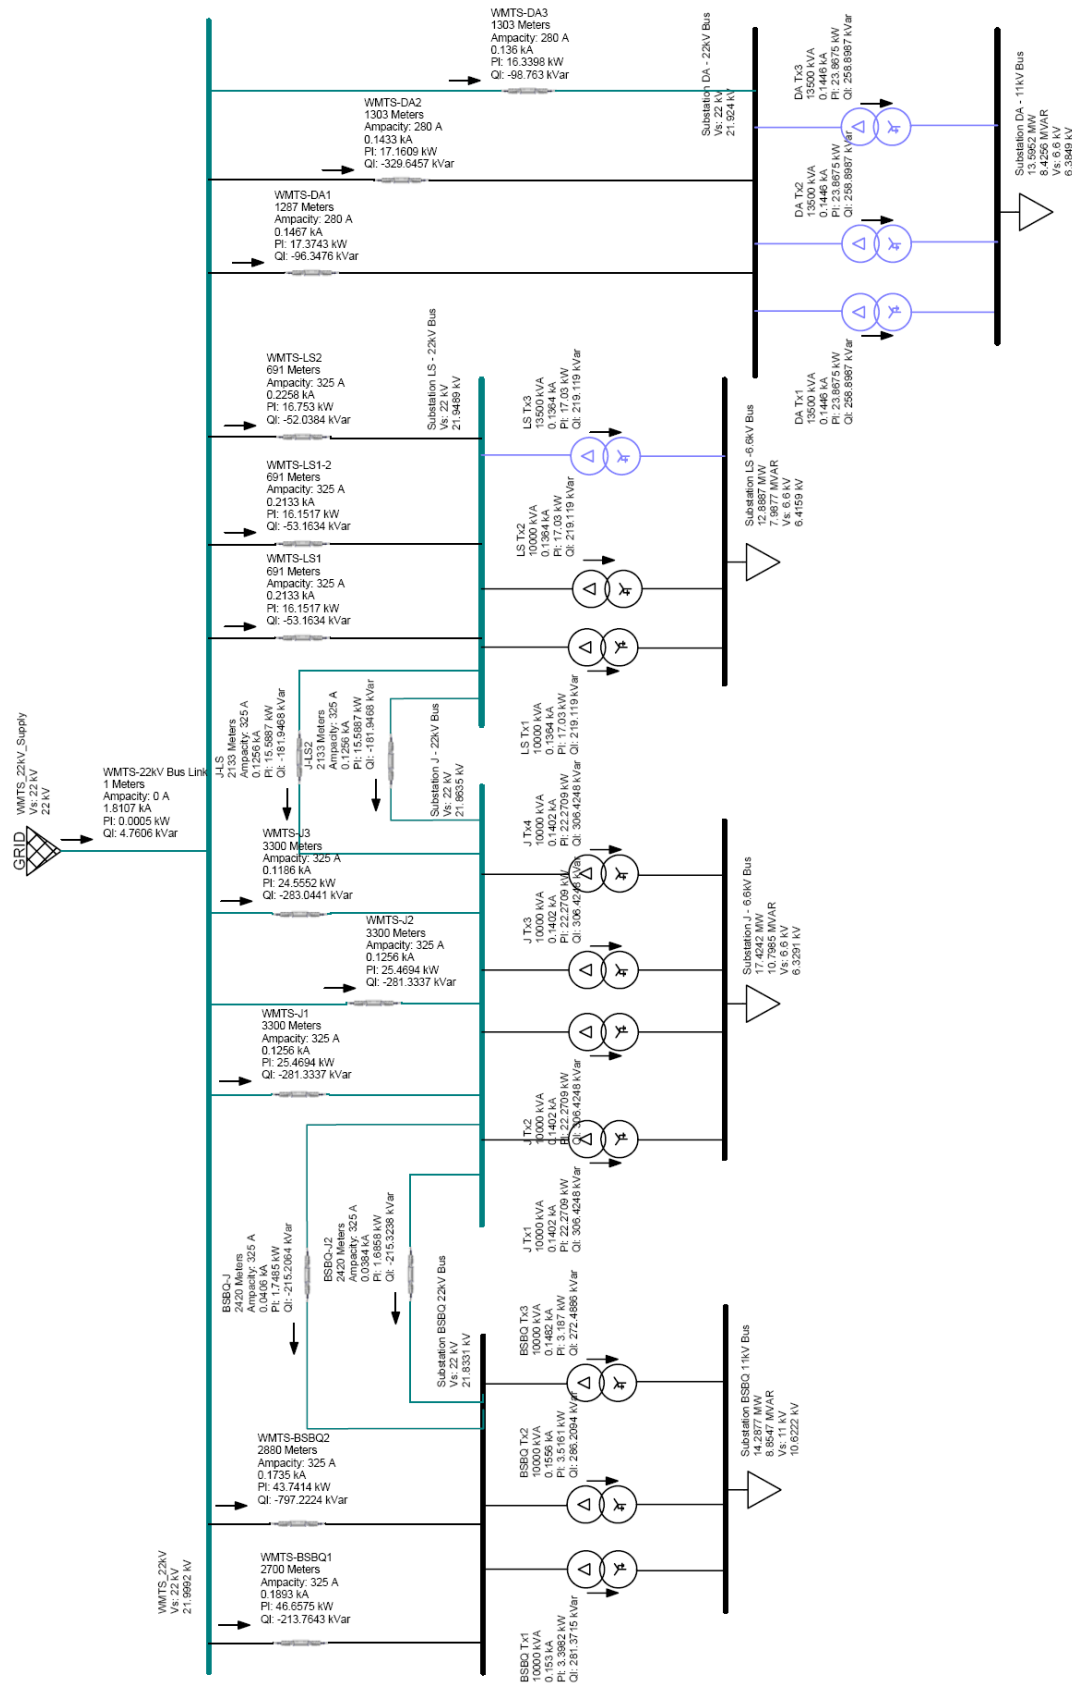 WMTS-DA3
1303 Meters
Ampacity: 280 A
0.136 kA
Pl: 16.3398 kW
Ql: -98.763 kVar
WMTS-DA2
1303 Meters
Ampacity: 280 A
0.1433 kA
Pl: 17.1609 kW
Ql: -329.6457 kVar
WMTS-DA1
1287 Meters
Ampacity: 280 A
0.1467 kA
Pl: 17.3743 kW
Ql: -96.3476 kVar
Substation DA - 22kV Bus
Vs: 22 kV
21.924 kV
DA Tx3
13500 kVA
0.1446 kA
Pl: 23.8675 kW
Ql: 258.8987 kVar
DA Tx2
13500 kVA
0.1446 kA
Pl: 23.8675 kW
Ql: 258.8987 kVar
DA Tx1
13500 kVA
0.1446 kA
Pl: 23.8675 kW
Ql: 258.8987 kVar
Substation DA - 11kV Bus
13.5952 MW
8.4256 MVAR
Vs: 6.6 kV
6.3849 kV
WMTS-LS2
691 Meters
Ampacity: 325 A
0.2258 kA
Pl: 16.753 kW
Ql: -52.0384 kVar
WMTS-LS1-2
691 Meters
Ampacity: 325 A
0.2133 kA
Pl: 16.1517 kW
Ql: -53.1634 kVar
WMTS-LS1
691 Meters
Ampacity: 325 A
0.2133 kA
Pl: 16.1517 kW
Ql: -53.1634 kVar
Substation LS - 22kV Bus
Vs: 22 kV
21.9489 kV
LS Tx3
13500 kVA
0.1364 kA
Pl: 17.03 kW
Ql: 219.119 kVar
LS Tx2
10000 kVA
0.1364 kA
Pl: 17.03 kW
Ql: 219.119 kVar
LS Tx1
10000 kVA
0.1364 kA
Pl: 17.03 kW
Ql: 219.119 kVar
Substation LS -6.6kV Bus
12.8887 MW
7.9877 MVAR
Vs: 6.6 kV
6.4159 kV
WMTS_22kV_Supply
Vs: 22 kV
22 kV
GRID
WMTS-22kV Bus Link
1 Meters
Ampacity: 0 A
1.8107 kA
Pl: 0.0005 kW
Ql: 4.7606 kVar
J-LS
2133 Meters
Ampacity: 325 A
0.1256 kA
Pl: 15.5887 kW
Ql: -181.9468 kVar
J-LS2
2133 Meters
Ampacity: 325 A
0.1256 kA
Pl: 15.5887 kW
Ql: -181.9468 kVar
WMTS-J3
3300 Meters
Ampacity: 325 A
0.1186 kA
Pl: 24.5552 kW
Ql: -283.0441 kVar
WMTS-J2
3300 Meters
Ampacity: 325 A
0.1256 kA
Pl: 25.4694 kW
Ql: -281.3337 kVar
WMTS-J1
3300 Meters
Ampacity: 325 A
0.1256 kA
Pl: 25.4694 kW
Ql: -281.3337 kVar
Substation J - 22kV Bus
Vs: 22 kV
21.8635 kV
J Tx4
10000 kVA
0.1402 kA
Pl: 22.2709 kW
Ql: 306.4248 kVar
J Tx3
10000 kVA
0.1402 kA
Pl: 22.2709 kW
Ql: 306.4248 kVar
J Tx2
10000 kVA
0.1402 kA
Pl: 22.2709 kW
Ql: 306.4248 kVar
J Tx1
10000 kVA
0.1402 kA
Pl: 22.2709 kW
Ql: 306.4248 kVar
Substation J - 6.6kV Bus
17.4242 MW
10.7985 MVAR
Vs: 6.6 kV
6.3291 kV
BSBQ-J
2420 Meters
Ampacity: 325 A
0.0406 kA
Pl: 1.7485 kW
Ql: -215.2064 kVar
BSBQ-J2
2420 Meters
Ampacity: 325 A
0.0384 kA
Pl: 1.6858 kW
Ql: -215.3238 kVar
Substation BSBQ 22kV Bus
Vs: 22 kV
21.8331 kV
BSBQ Tx3
10000 kVA
0.1482 kA
Pl: 3.187 kW
Ql: 272.4886 kVar
BSBQ Tx2
10000 kVA
0.1556 kA
Pl: 3.5161 kW
Ql: 286.2094 kVar
BSBQ Tx1
10000 kVA
0.153 kA
Pl: 3.3962 kW
Ql: 281.3715 kVar
Substation BSBQ 11kV Bus
14.2877 MW
8.8547 MVAR
Vs: 11 kV
10.6222 kV
WMTS-BSBQ2
2880 Meters
Ampacity: 325 A
0.1735 kA
Pl: 43.7414 kW
Ql: -797.2224 kVar
WMTS-BSBQ1
2700 Meters
Ampacity: 325 A
0.1893 kA
Pl: 46.6575 kW
Ql: -213.7643 kVar
WMTS_22kV
Vs: 22 kV
21.9992 kV